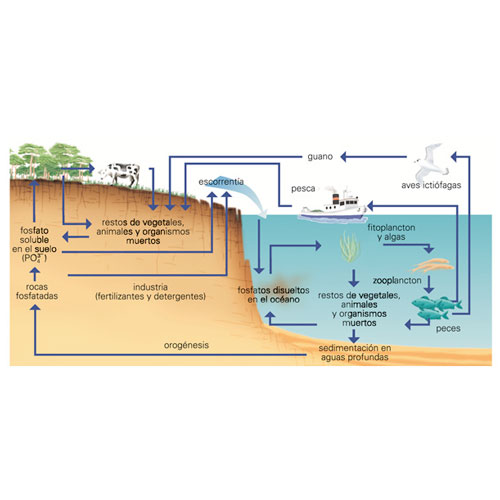 guano
aves ictiófagas
escorrentía
pesca
restos de vegetales,
animales y organismos
muertos
fosfato
soluble
en el suelo
(PO₄³⁻)
fitoplancton
y algas
zooplancton
rocas
fosfatadas
industria
(fertilizantes y detergentes)
fosfatos disueltos
en el océano
restos de vegetales,
animales
y organismos
muertos
peces
orogénesis
sedimentación en
aguas profundas